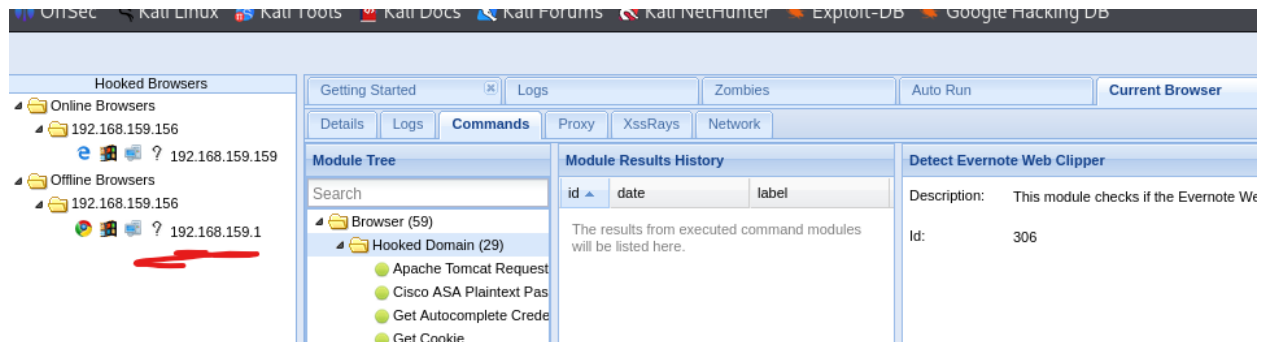 OffSec Kali Linux Kali Tools Kali Docs Kali Forums Kali NetHunter Exploit-DB Google Hacking DB
Hooked Browsers
Online Browsers
192.168.159.156
192.168.159.159
Offline Browsers
192.168.159.156
192.168.159.1
Getting Started Logs Zombies Auto Run Current Browser
Details Logs Commands Proxy XssRays Network
Module Tree
Search
Browser (59)
Hooked Domain (29)
Apache Tomcat Request
Cisco ASA Plaintext Pas
Get Autocomplete Crede
Get Cookie
Module Results History
id date label
The results from executed command modules
will be listed here.
Detect Evernote Web Clipper
Description: This module checks if the Evernote We
Id: 306